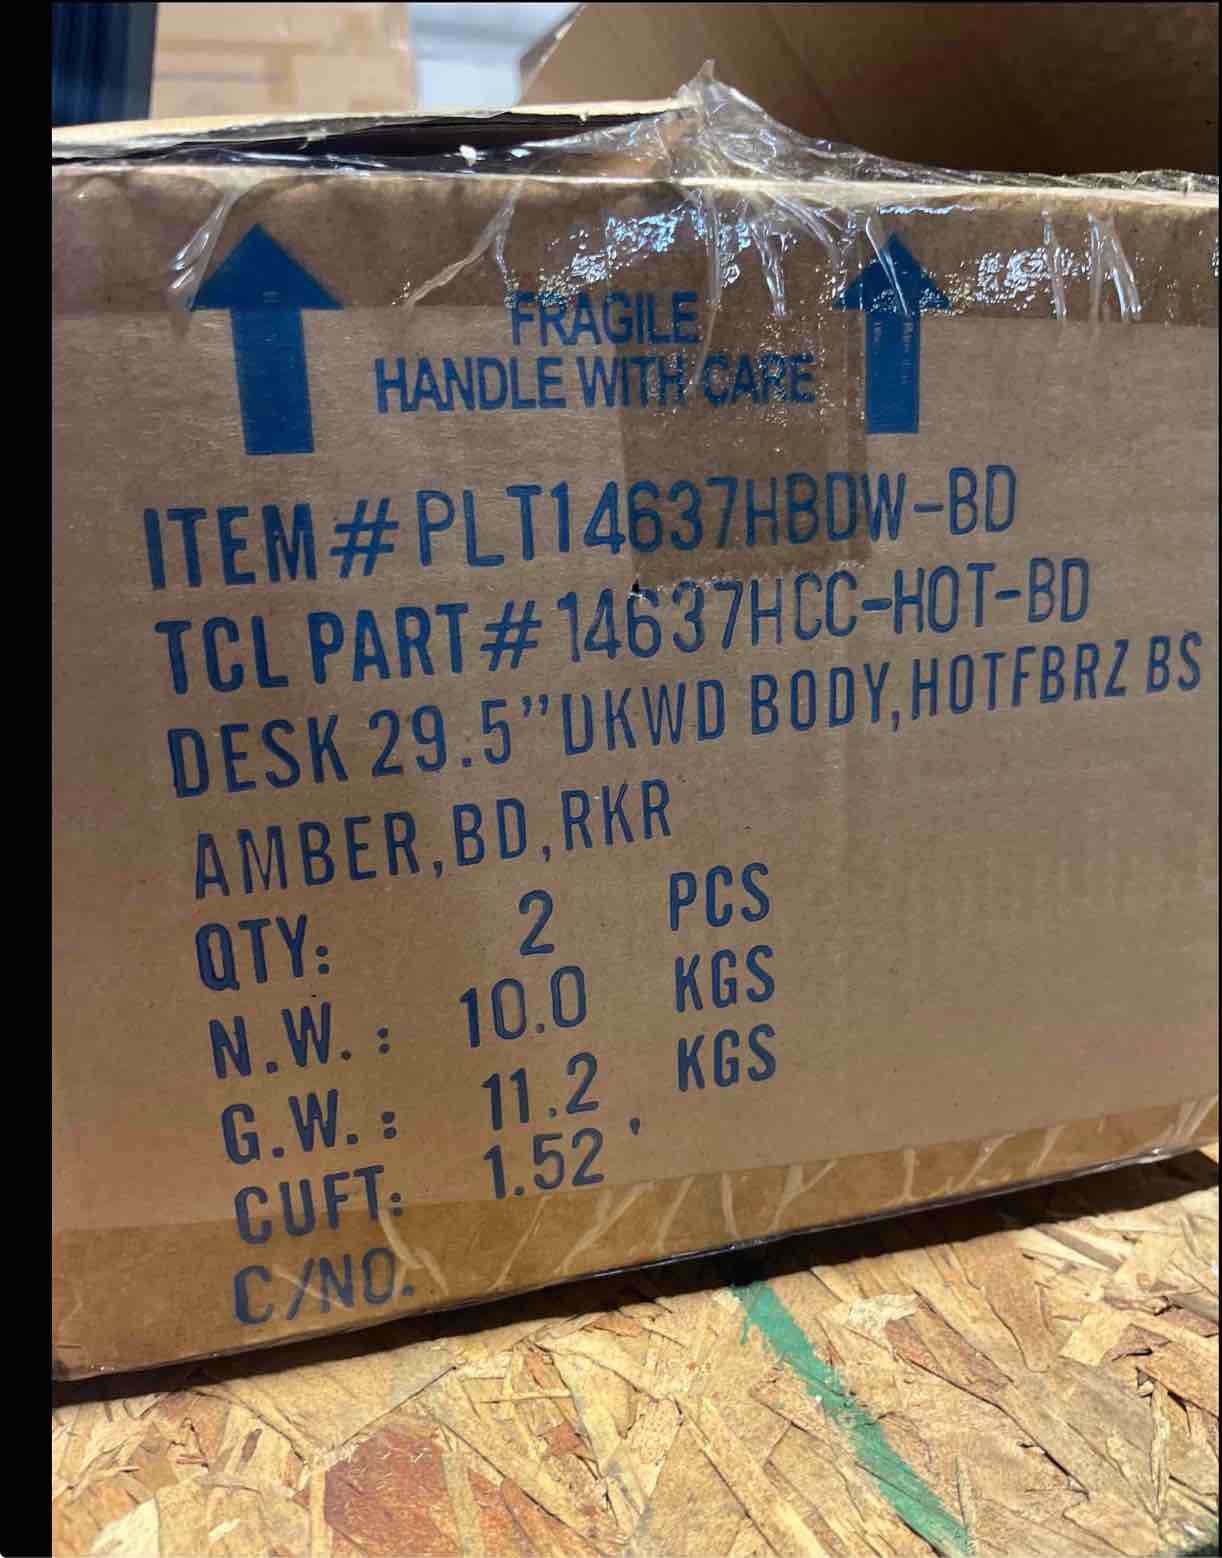 FRAGILE
HANDLE WITH CARE
ITEM# PLT14637HBDW-BD
TCL PART# 14637HCC-HOT-BD
DESK 29.5” DKWD BODY, HOTFBRZ BS
AMBER, BD, RKR
QTY: 2 PCS
N.W.: 10.0 KGS
G.W.: 11.2 KGS
CUFT: 1.52 '
C/NO.